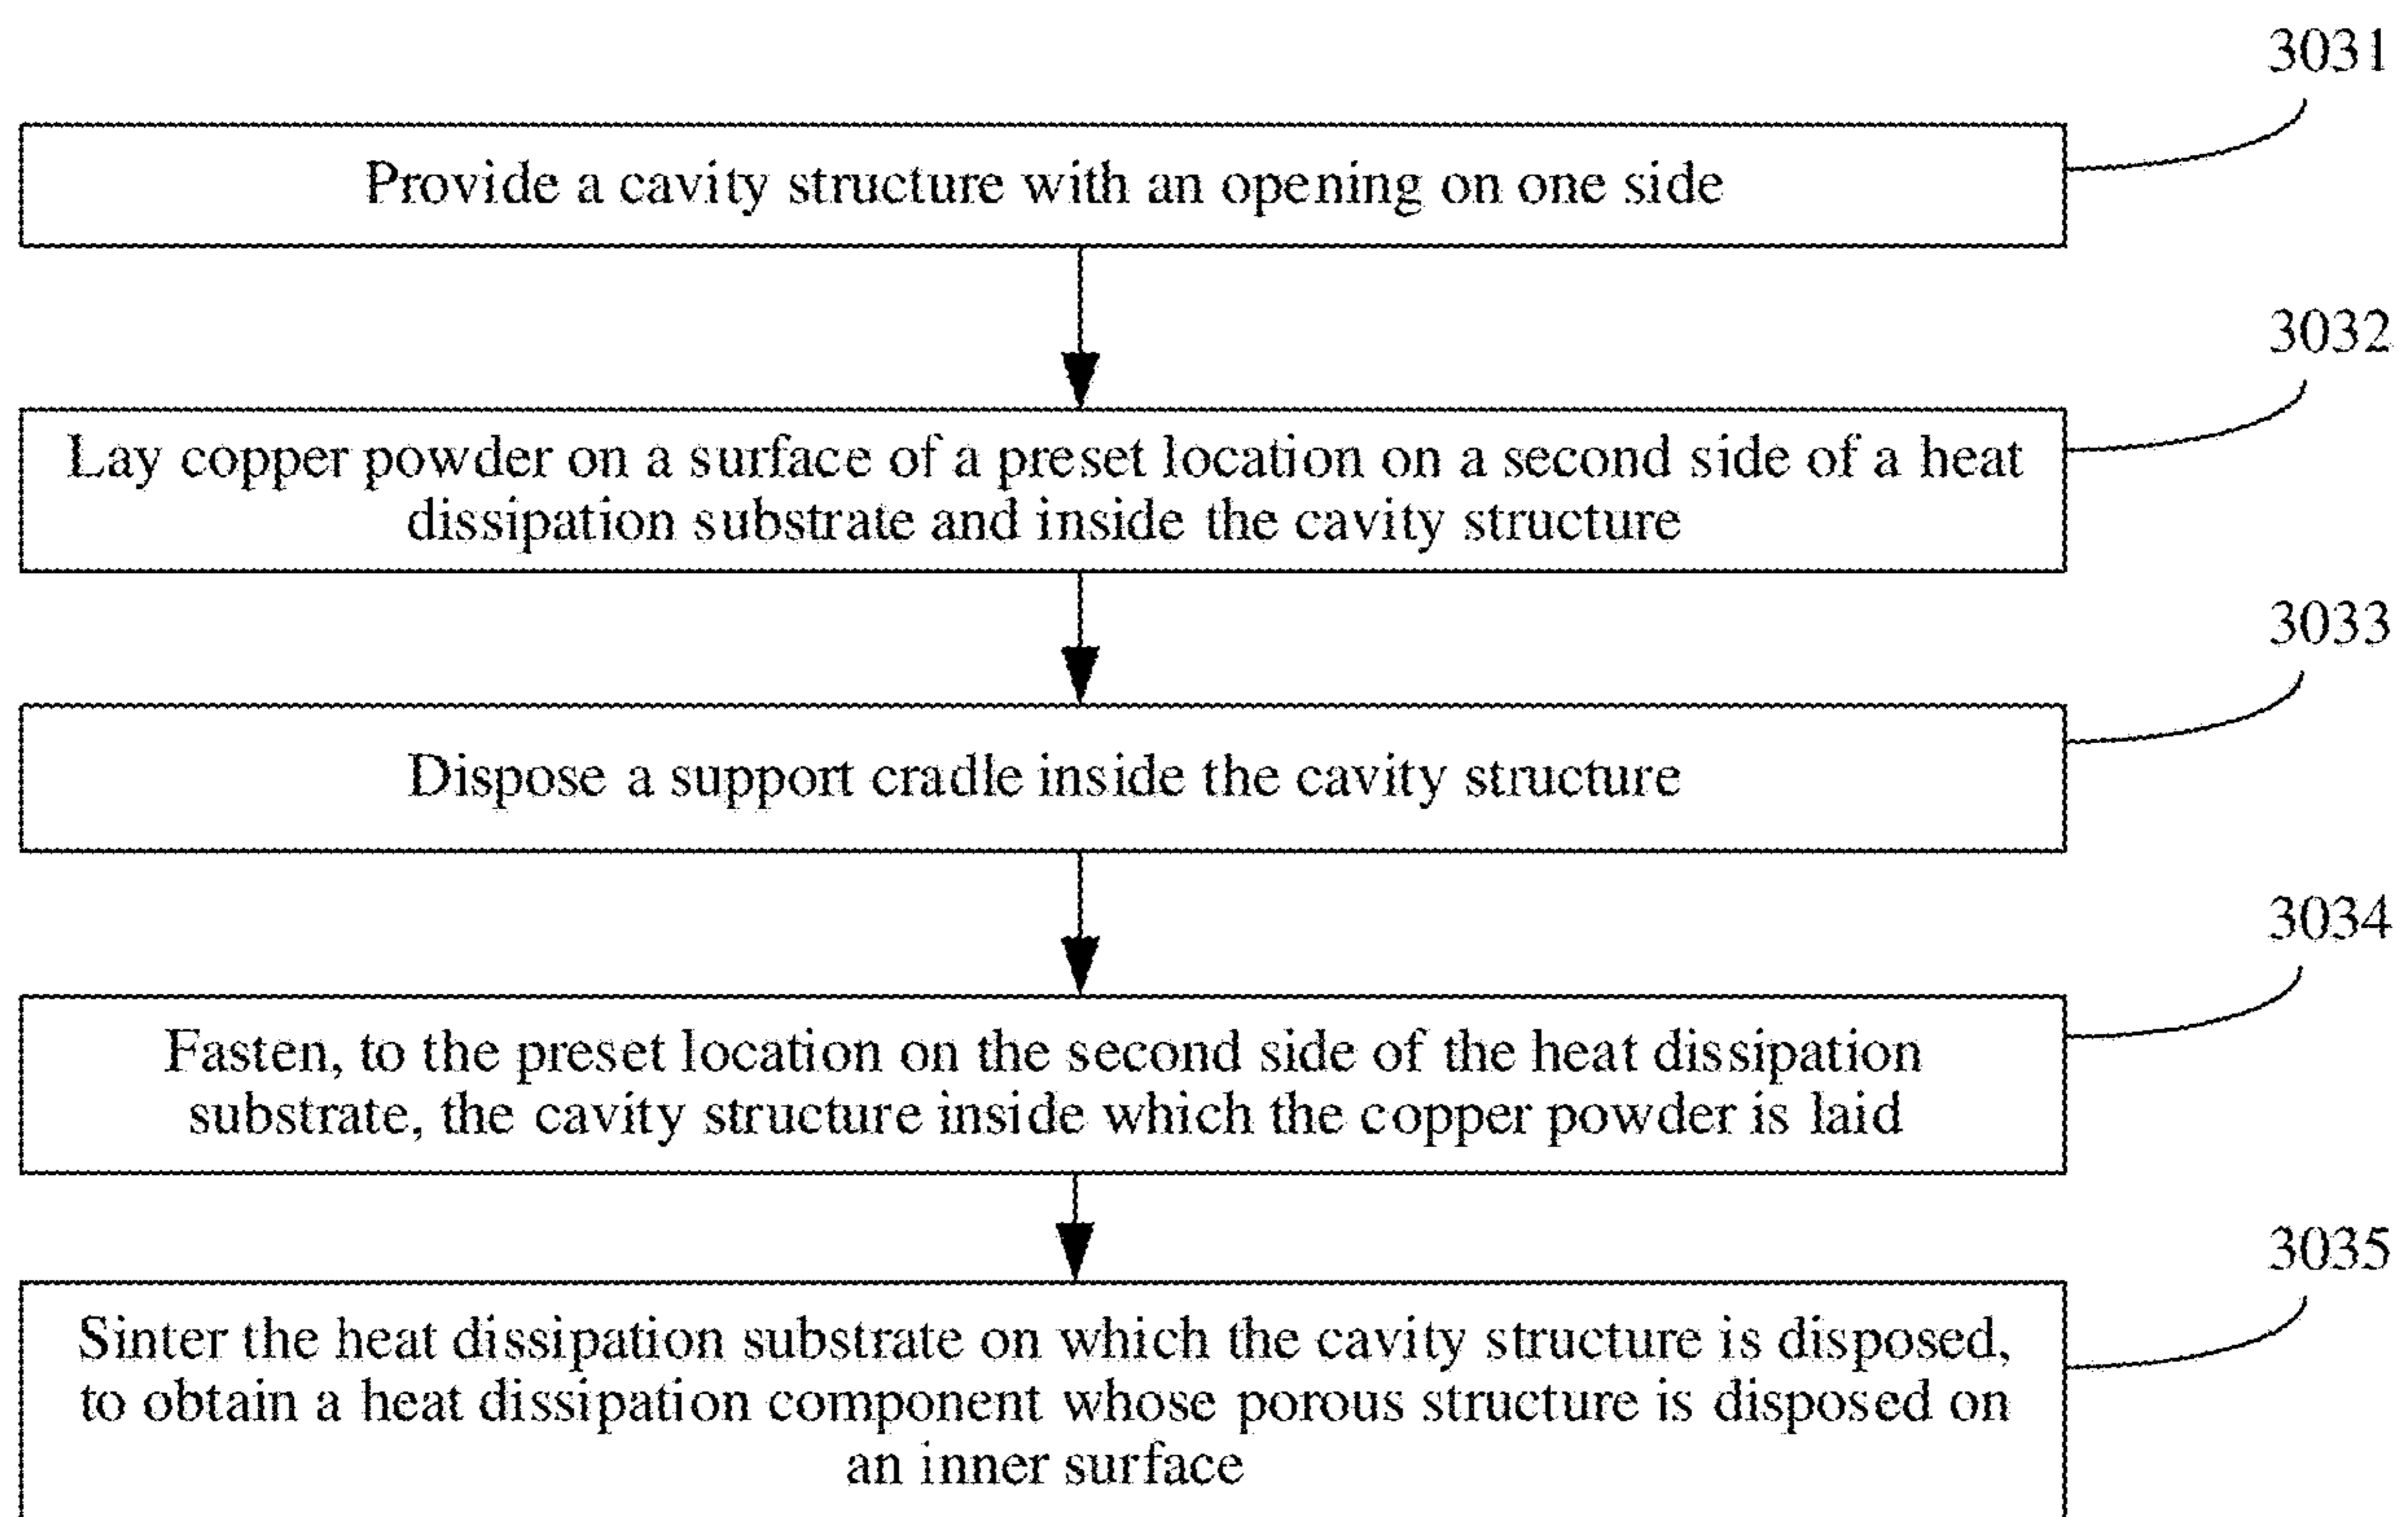 3031
Provide a cavity structure with an opening on one side
3032
Lay copper powder on a surface of a preset location on a second side of a heat
dissipation substrate and inside the cavity structure
3033
Dispose a support cradle inside the cavity structure
3034
Fasten, to the preset location on the second side of the heat dissipation
substrate, the cavity structure inside which the copper powder is laid
3035
Sinter the heat dissipation substrate on which the cavity structure is disposed,
to obtain a heat dissipation component whose porous structure is disposed on
an inner surface